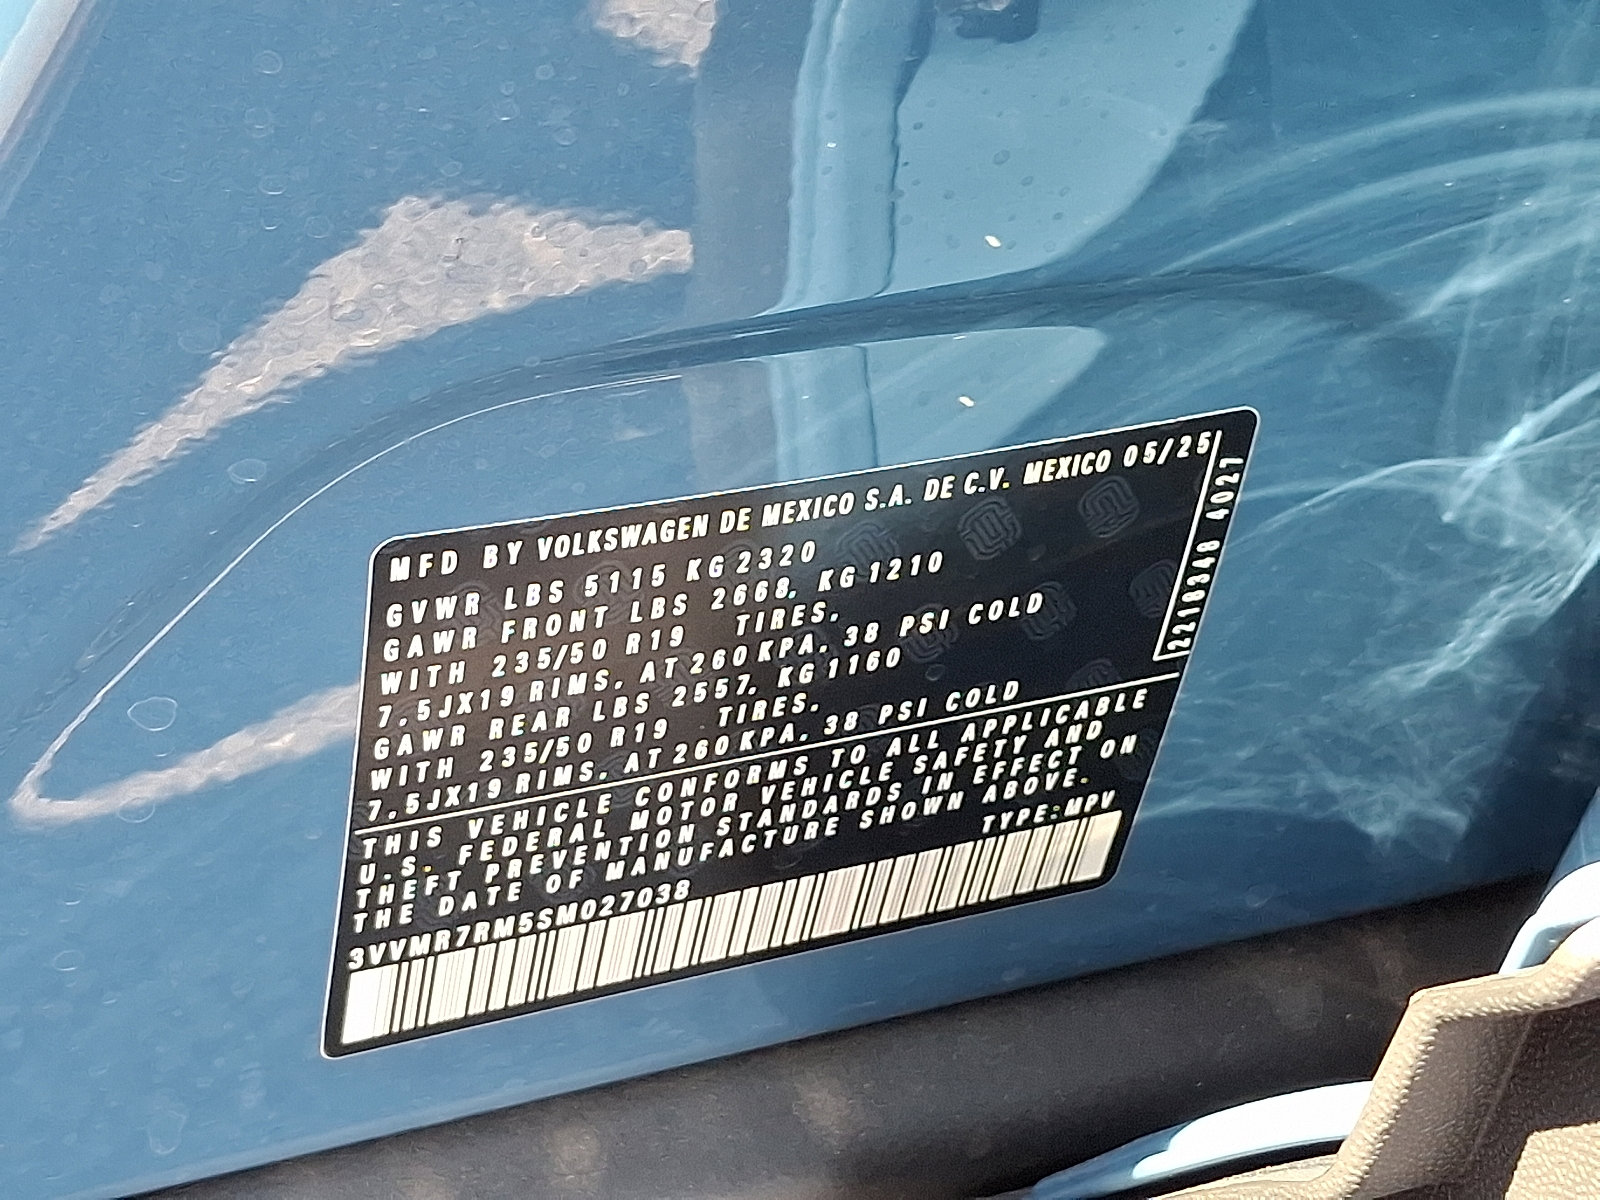 MFD BY VOLKSWAGEN DE MEXICO S.A. DE C.V. MEXICO 05/25
GVWR LBS 5115 KG 2320
GAWR FRONT LBS 2668, KG 1210
WITH 235/50 R19 TIRES,
7.5JX19 RIMS, AT 260 KPA, 38 PSI COLD
GAWR REAR LBS 2557, KG 1160
WITH 235/50 R19 TIRES,
7.5JX19 RIMS, AT 260 KPA, 38 PSI COLD
THIS VEHICLE CONFORMS TO ALL APPLICABLE
U.S. FEDERAL MOTOR VEHICLE SAFETY AND
THEFT PREVENTION STANDARDS IN EFFECT ON
THE DATE OF MANUFACTURE SHOWN ABOVE.
TYPE: MPV
3VVMR7RM5SM027038
2218348 4027